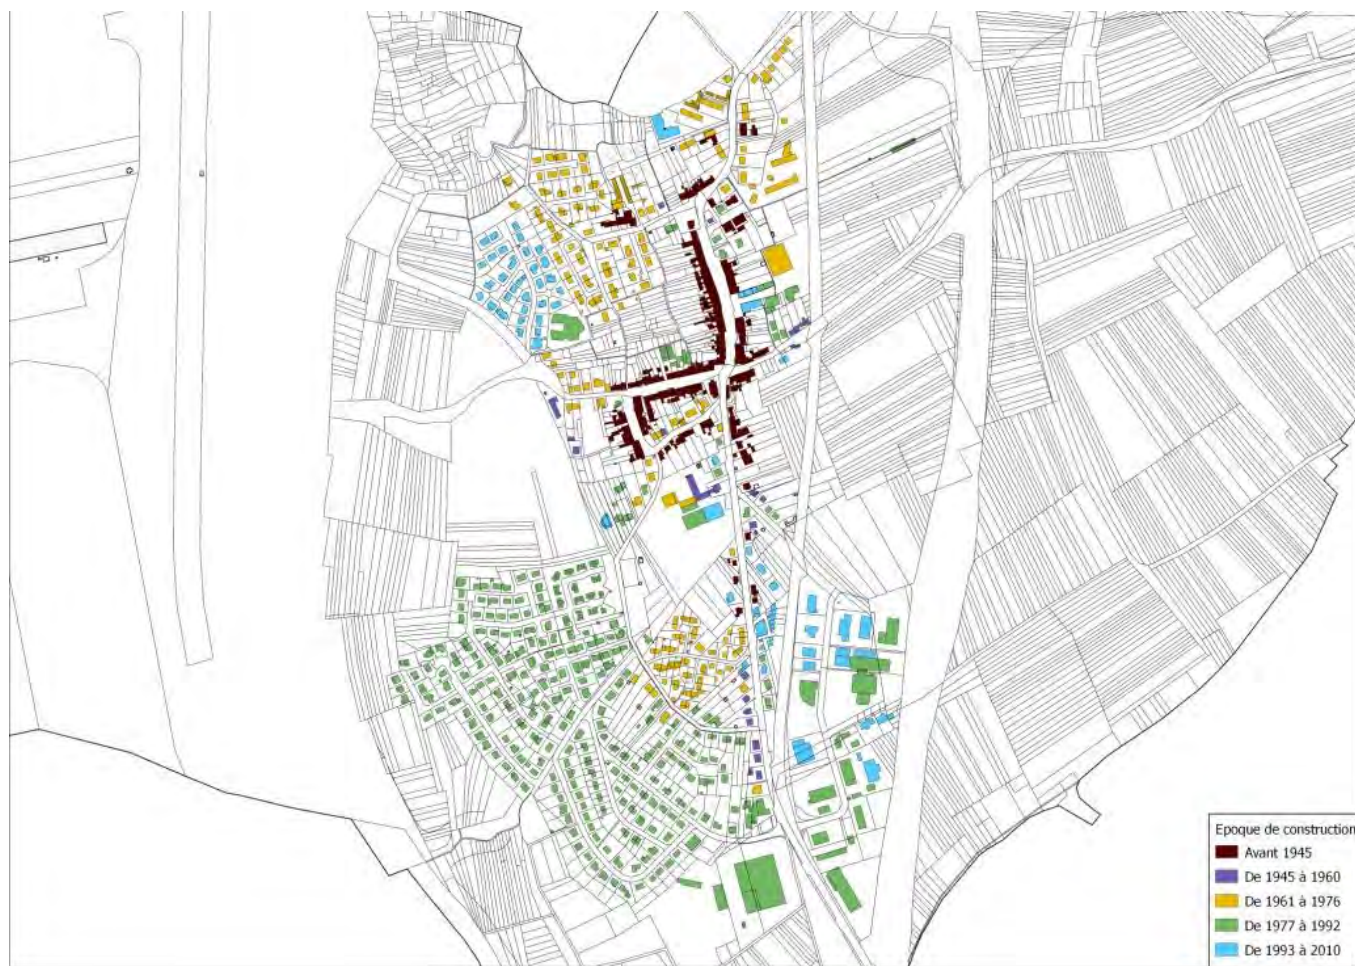 Epoque de construction
Avant 1945
De 1945 à 1960
De 1961 à 1976
De 1977 à 1992
De 1993 à 2010